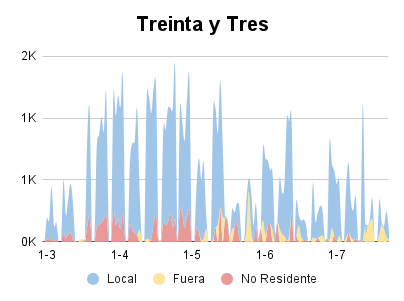 Treinta y Tres
2K
1K
1K
0K
1-3 1-4 1-5 1-6 1-7
Local Fuera No Residente